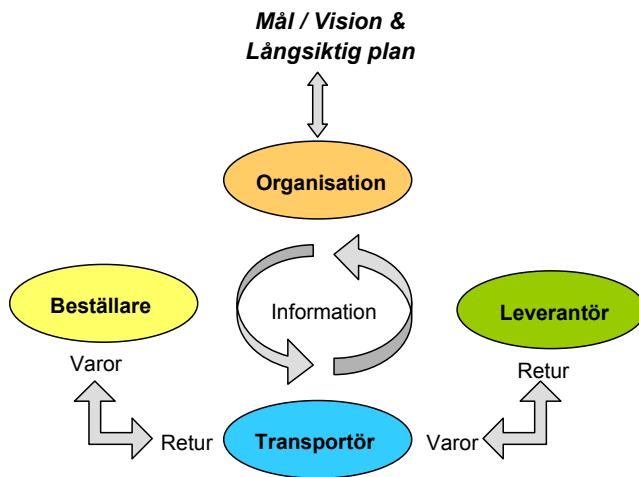 Mål / Vision &
Långsiktig plan
Organisation
Beställare
Information
Leverantör
Varor
Retur
Retur
Transportör
Varor